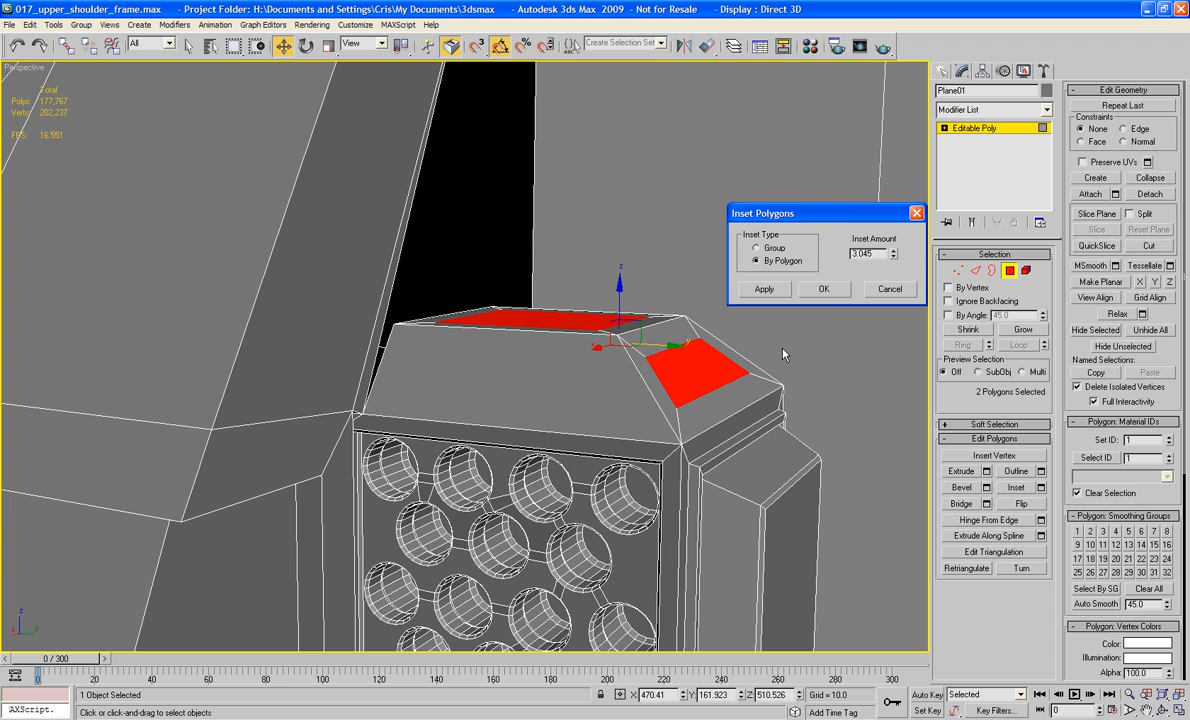 017_upper_shoulder_frame.max - Project Folder: H:\Documents and Settings\Cris\My Documents\3dsmax - Autodesk 3ds Max 2009 - Not for Resale - Display : Direct 3D
File Edit Tools Group Views Create Modifiers Animation Graph Editors Rendering Customize MAXScript Help
All View Create Selection Set
Perspective
Total
Polys: 177,767
Verts: 202,237
FPS: 16.551
Inset Polygons
Inset Type
Group
By Polygon
Inset Amount
3.045
Apply OK Cancel
z
x y
z
x y
Plane01
Modifier List
Editable Poly
Selection
By Vertex
Ignore Backfacing
By Angle: 45.0
Shrink Grow
Ring Loop
Preview Selection
Off SubObj Multi
2 Polygons Selected
Soft Selection
Edit Polygons
Insert Vertex
Extrude Outline
Bevel Inset
Bridge Flip
Hinge From Edge
Extrude Along Spline
Edit Triangulation
Retriangulate Turn
Edit Geometry
Repeat Last
Constraints
None Edge
Face Normal
Preserve UVs
Create Collapse
Attach Detach
Slice Plane Split
Slice Reset Plane
QuickSlice Cut
MSmooth Tessellate
Make Planar X Y Z
View Align Grid Align
Relax
Hide Selected Unhide All
Hide Unselected
Named Selections:
Copy Paste
Delete Isolated Vertices
Full Interactivity
Polygon: Material IDs
Set ID: 1
Select ID 1
Clear Selection
Polygon: Smoothing Groups
1 2 3 4 5 6 7 8
9 10 11 12 13 14 15 16
17 18 19 20 21 22 23 24
25 26 27 28 29 30 31 32
Select By SG Clear All
Auto Smooth 45.0
Polygon: Vertex Colors
Color:
Illumination:
Alpha: 100.0
0 / 300
0 20 40 60 80 100 120 140 160 180 200 220 240 260 280 300
1 Object Selected X: 470.41 Y: 161.923 Z: 510.526 Grid = 10.0 Auto Key Selected
AXScript. Click or click-and-drag to select objects Add Time Tag Set Key Key Filters... 0